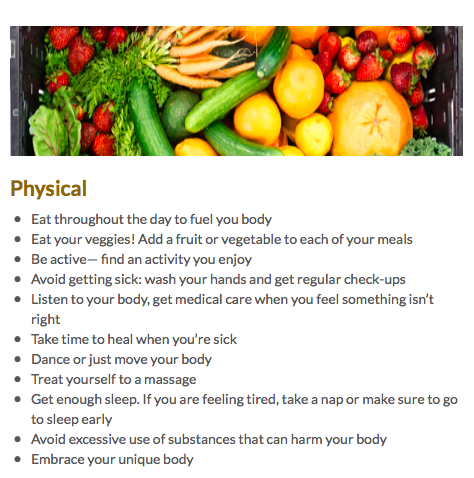 Physical
• Eat throughout the day to fuel you body
• Eat your veggies! Add a fruit or vegetable to each of your meals
• Be active— find an activity you enjoy
• Avoid getting sick: wash your hands and get regular check-ups
• Listen to your body, get medical care when you feel something isn't
right
• Take time to heal when you're sick
• Dance or just move your body
• Treat yourself to a massage
• Get enough sleep. If you are feeling tired, take a nap or make sure to go
to sleep early
• Avoid excessive use of substances that can harm your body
• Embrace your unique body